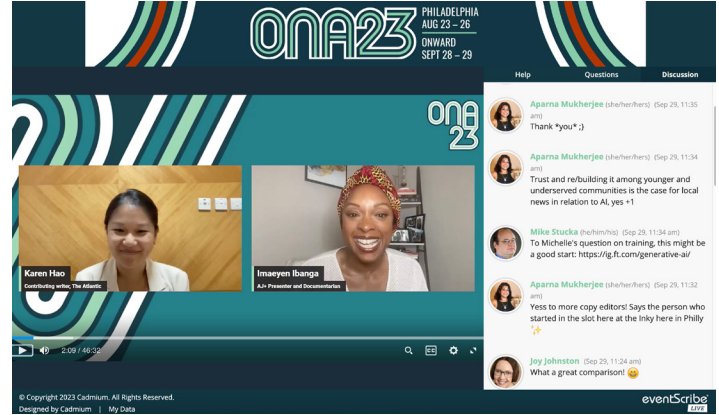 ONA23
PHILADELPHIA
AUG 23 – 26
ONWARD
SEPT 28 – 29
ONA
23
Karen Hao
Contributing writer, The Atlantic
Imaeyen Ibanga
AJ+ Presenter and Documentarian
2:09 / 46:32
CC
Help
Questions
Discussion
Aparna Mukherjee (she/her/hers) (Sep 29, 11:35
am)
Thank *you* ;)
Aparna Mukherjee (she/her/hers) (Sep 29, 11:34
am)
Trust and re/building it among younger and
underserved communities is the case for local
news in relation to AI, yes +1
Mike Stucka (he/him/his) (Sep 29, 11:34 am)
To Michelle's question on training, this might be
a good start: https://ig.ft.com/generative-ai/
Aparna Mukherjee (she/her/hers) (Sep 29, 11:32
am)
Yess to more copy editors! Says the person who
started in the slot here at the Inky here in Philly
✨
Joy Johnston (Sep 29, 11:24 am)
What a great comparison! 😄
© Copyright 2023 Cadmium. All Rights Reserved.
Designed by Cadmium | My Data
eventScribe
LIVE